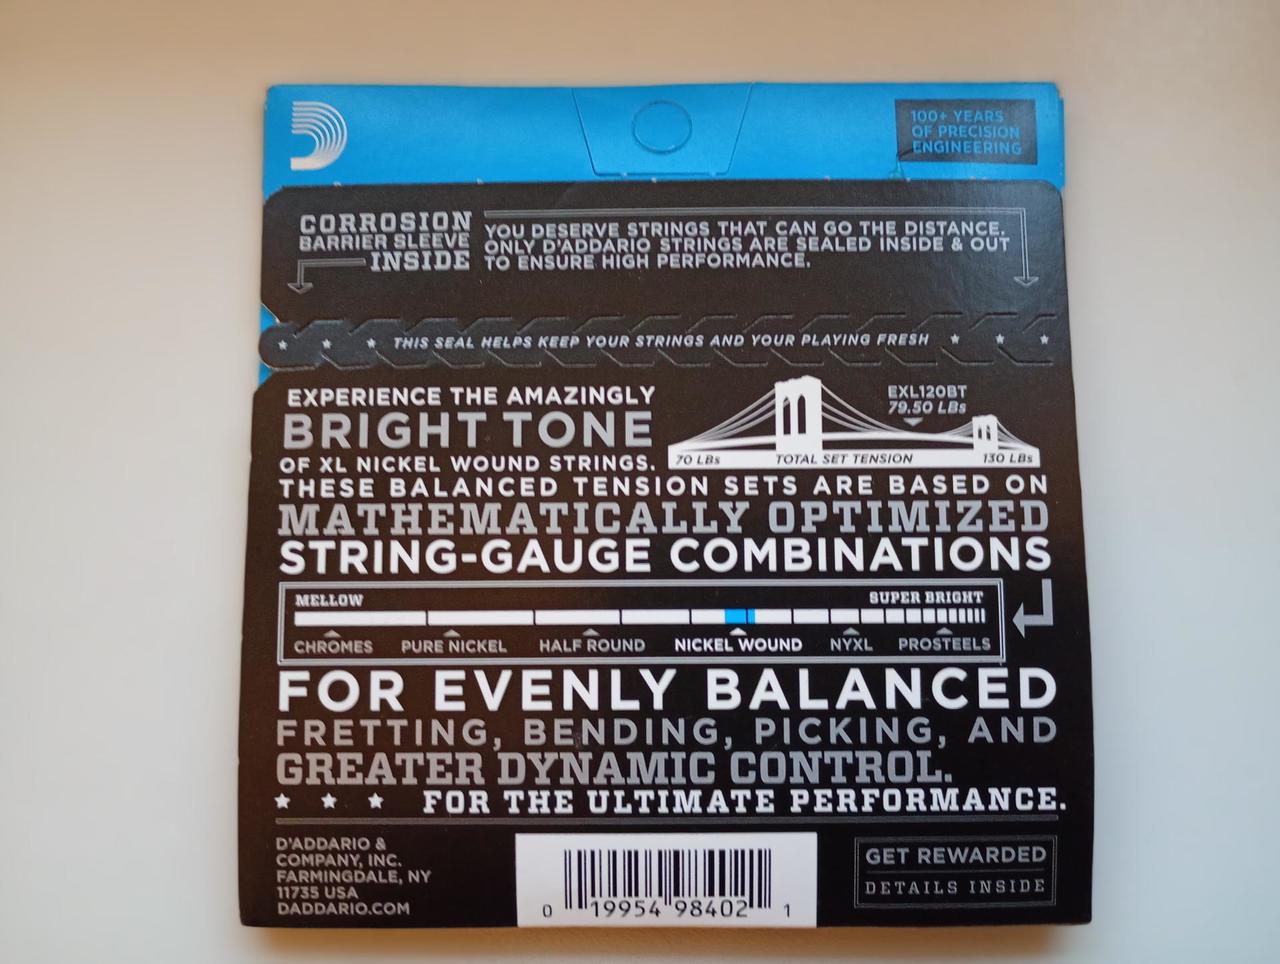 100+ YEARS
OF PRECISION
ENGINEERING
CORROSION
BARRIER SLEEVE
INSIDE
YOU DESERVE STRINGS THAT CAN GO THE DISTANCE.
ONLY D'ADDARIO STRINGS ARE SEALED INSIDE & OUT
TO ENSURE HIGH PERFORMANCE.
THIS SEAL HELPS KEEP YOUR STRINGS AND YOUR PLAYING FRESH
EXPERIENCE THE AMAZINGLY
BRIGHT TONE
OF XL NICKEL WOUND STRINGS.
EXL120BT
79.50 LBs
70 LBs TOTAL SET TENSION 130 LBs
THESE BALANCED TENSION SETS ARE BASED ON
MATHEMATICALLY OPTIMIZED
STRING-GAUGE COMBINATIONS
MELLOW SUPER BRIGHT
CHROMES PURE NICKEL HALF ROUND NICKEL WOUND NYXL PROSTEELS
FOR EVENLY BALANCED
FRETTING, BENDING, PICKING, AND
GREATER DYNAMIC CONTROL.
FOR THE ULTIMATE PERFORMANCE.
D'ADDARIO &
COMPANY, INC.
FARMINGDALE, NY
11735 USA
DADDARIO.COM
0 19954 98402 1
GET REWARDED
DETAILS INSIDE